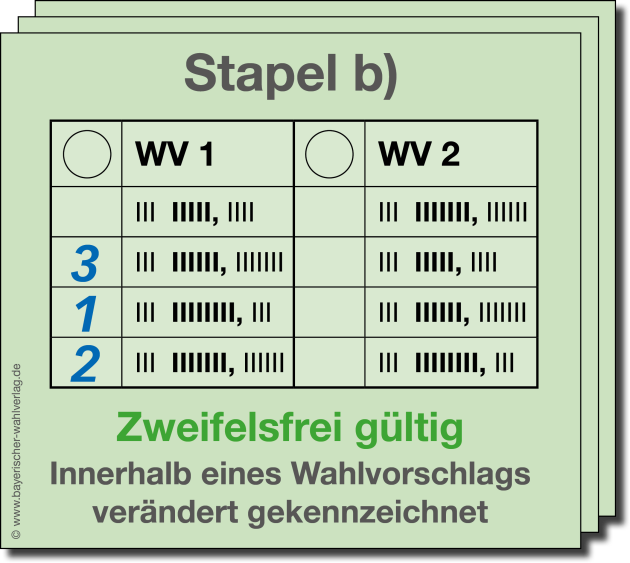 Stapel b)
WV 1 WV 2
3
1
2
Zweifelsfrei gültig
Innerhalb eines Wahlvorschlags
verändert gekennzeichnet
© www.bayerischer-wahlverlag.de